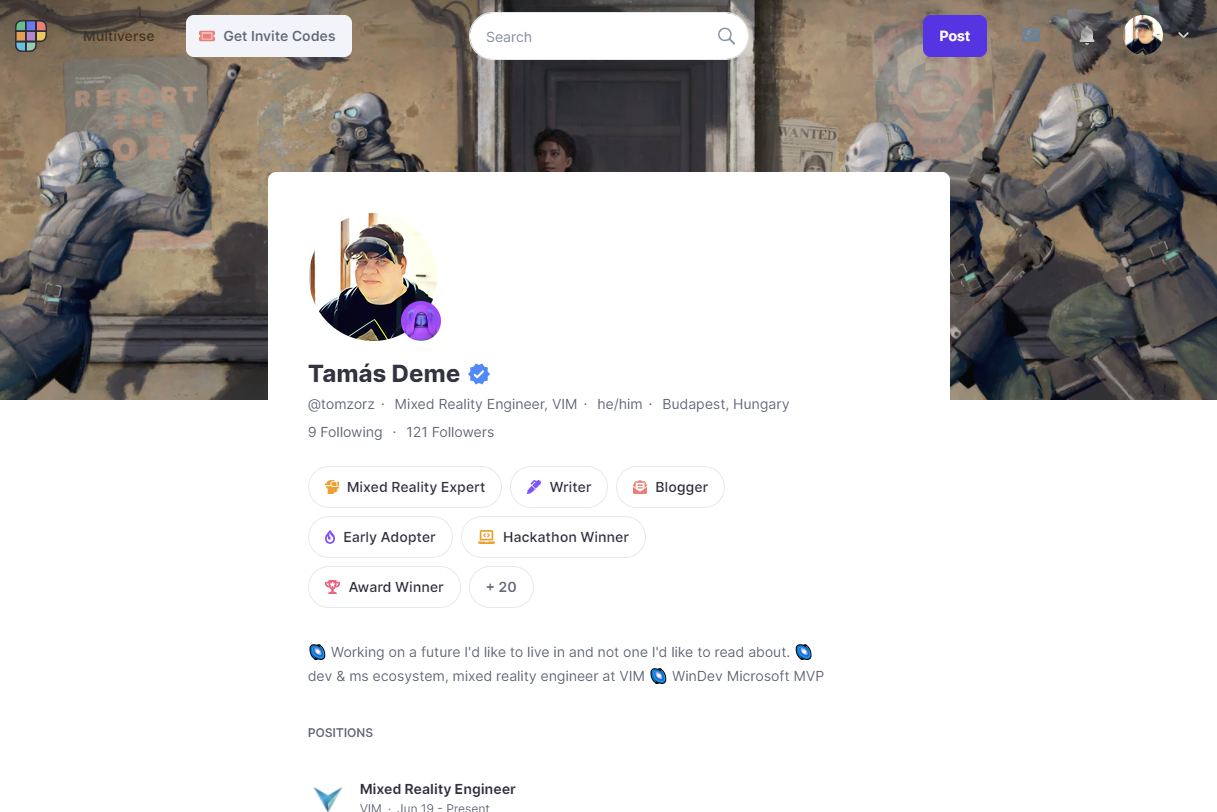 Multiverse
Get Invite Codes
Search
Post
REPORT
THE
WANTED
Tamás Deme
@tomzorz · Mixed Reality Engineer, VIM · he/him · Budapest, Hungary
9 Following · 121 Followers
Mixed Reality Expert
Writer
Blogger
Early Adopter
Hackathon Winner
Award Winner
+ 20
Working on a future I'd like to live in and not one I'd like to read about.
dev & ms ecosystem, mixed reality engineer at VIM WinDev Microsoft MVP
POSITIONS
Mixed Reality Engineer
VIM · Jun 19 - Present